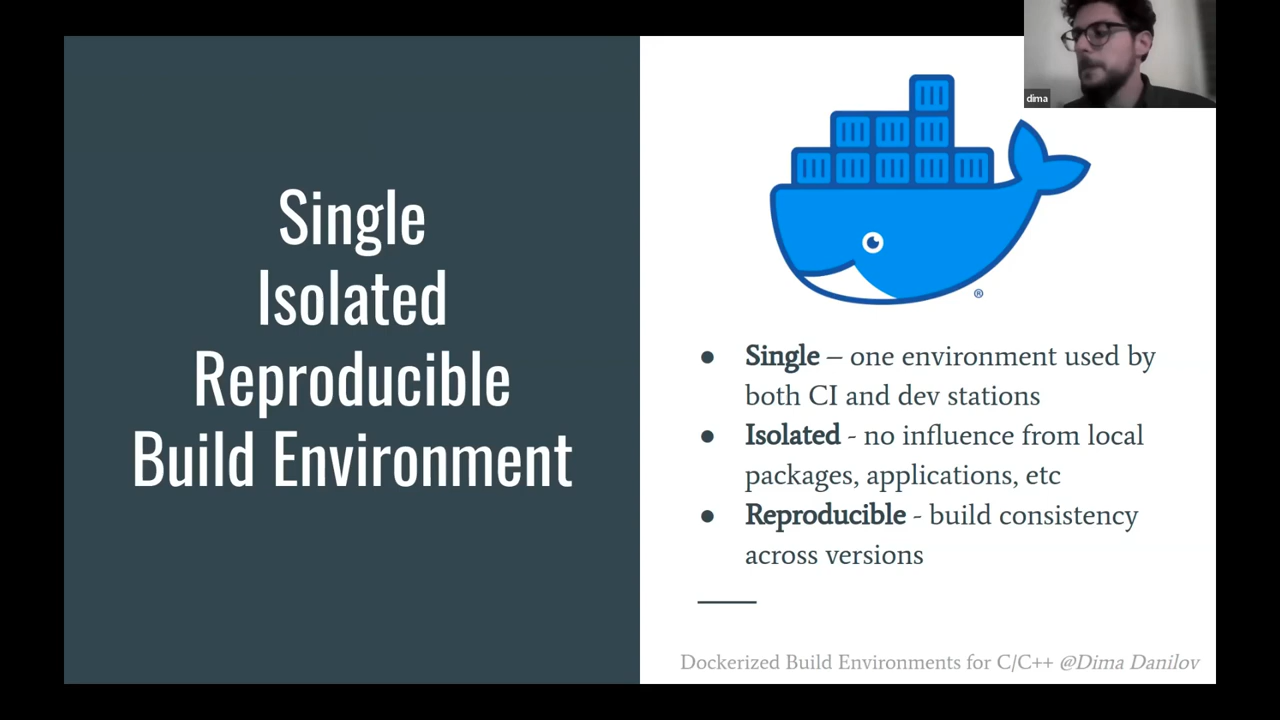 dima
Single
Isolated
Reproducible
Build Environment
®
● Single – one environment used by
both CI and dev stations
● Isolated - no influence from local
packages, applications, etc
● Reproducible - build consistency
across versions
Dockerized Build Environments for C/C++ @Dima Danilov